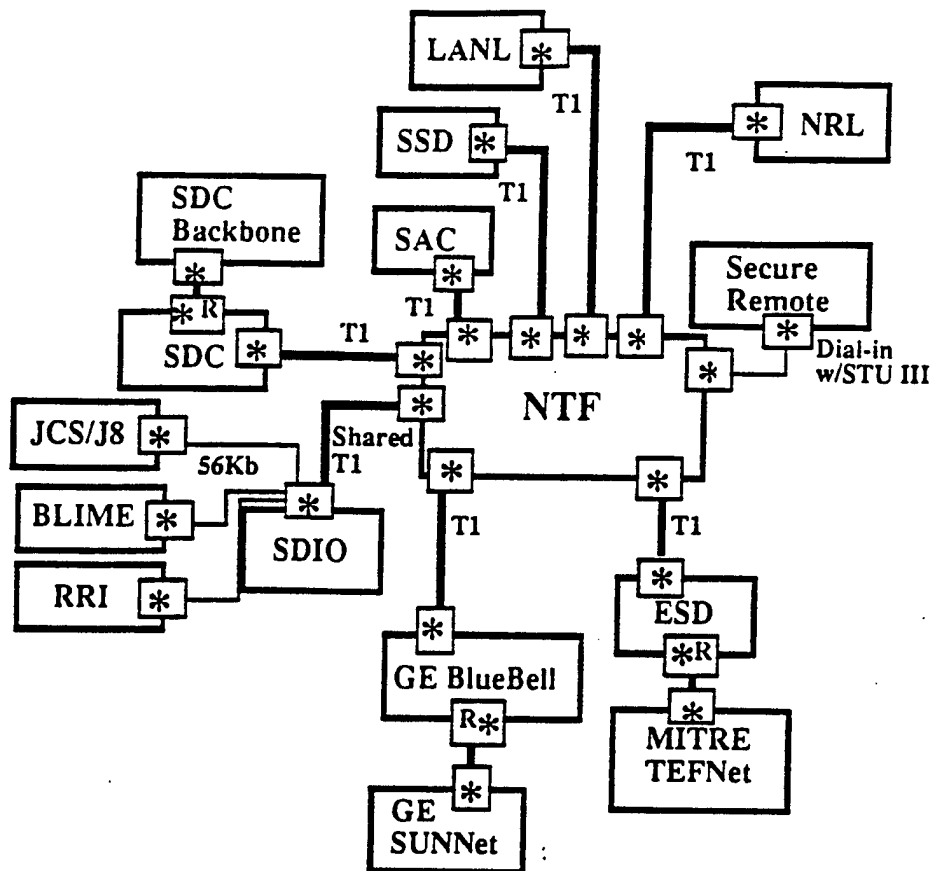 LANL
*
T1
SSD
*
T1
*
NRL
T1
SDC
Backbone
*
SAC
*
T1
Secure
Remote
*
Dial-in
w/STU III
* R
SDC
*
T1
*
*
*
*
*
*
*
NTF
JCS/J8
*
56Kb
Shared
T1
BLIME
*
*
SDIO
RRI
*
*
T1
*
T1
*
ESD
*R
*
GE BlueBell
R*
*
MITRE
TEFNet
*
GE
SUNNet